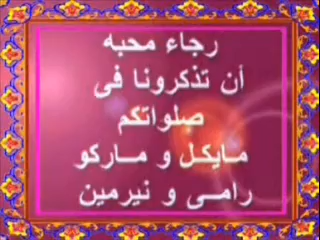 رجاء محبه
أن تذكرونا فى
صلواتكم
مايكل و ماركو
رامى و نيرمين